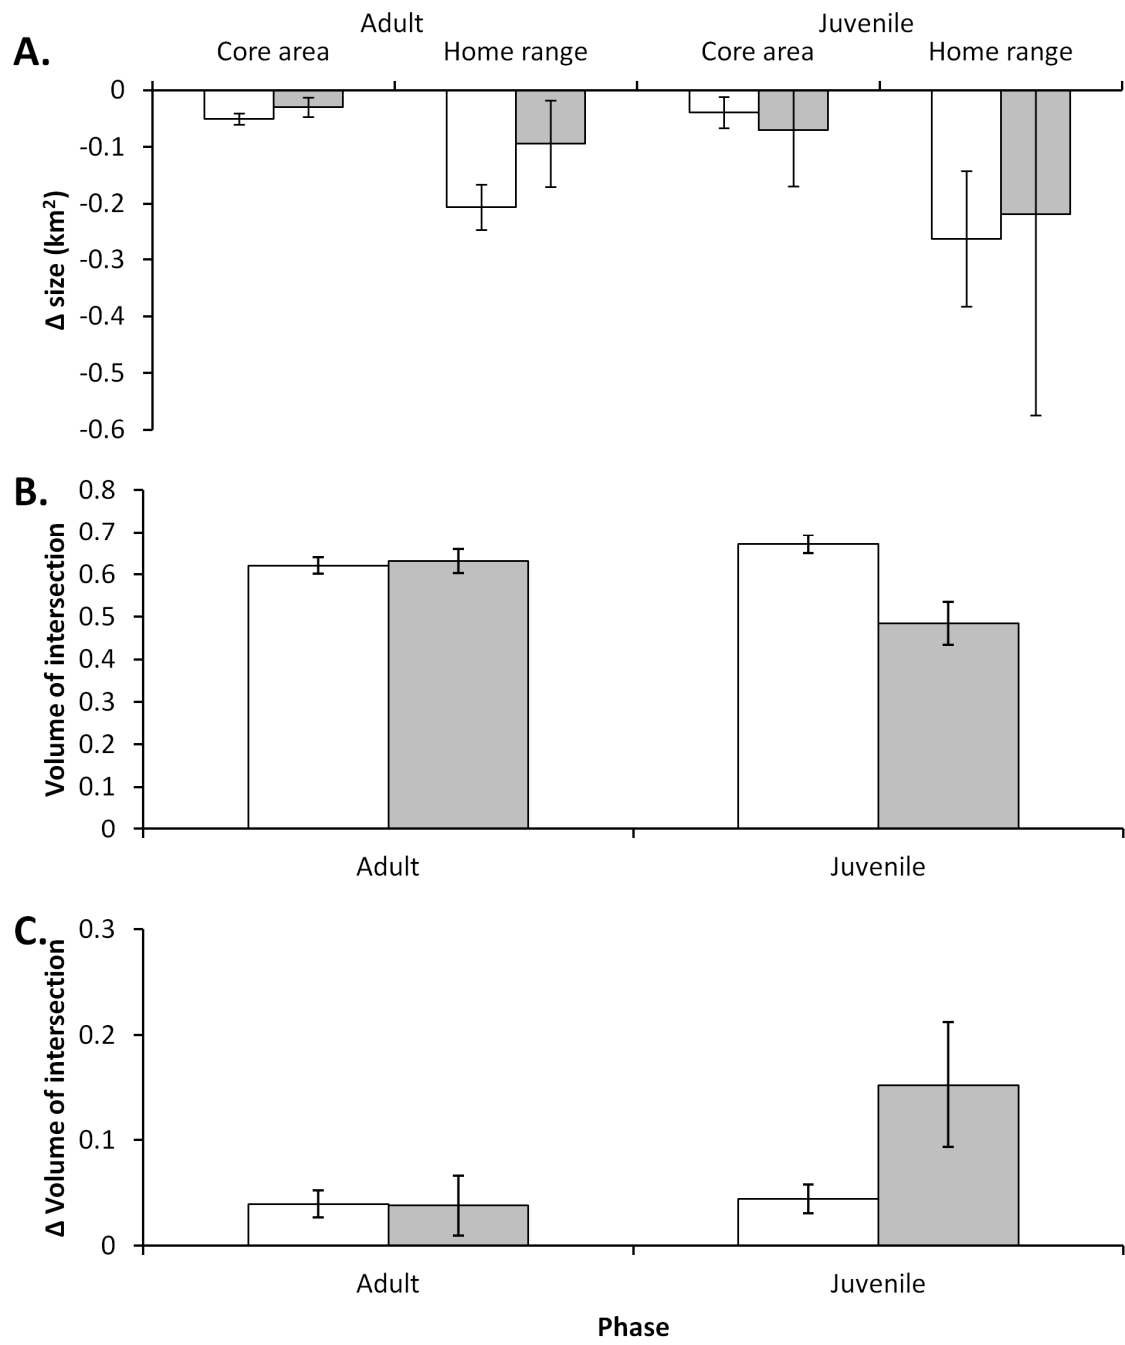 A.
Adult Juvenile
Core area Home range Core area Home range
0
-0.1
-0.2
-0.3
-0.4
-0.5
-0.6
Δ size (km²)
B.
0.8
0.7
0.6
0.5
0.4
0.3
0.2
0.1
0
Volume of intersection
Adult Juvenile
C.
0.3
0.2
0.1
0
Δ Volume of intersection
Adult Juvenile
Phase